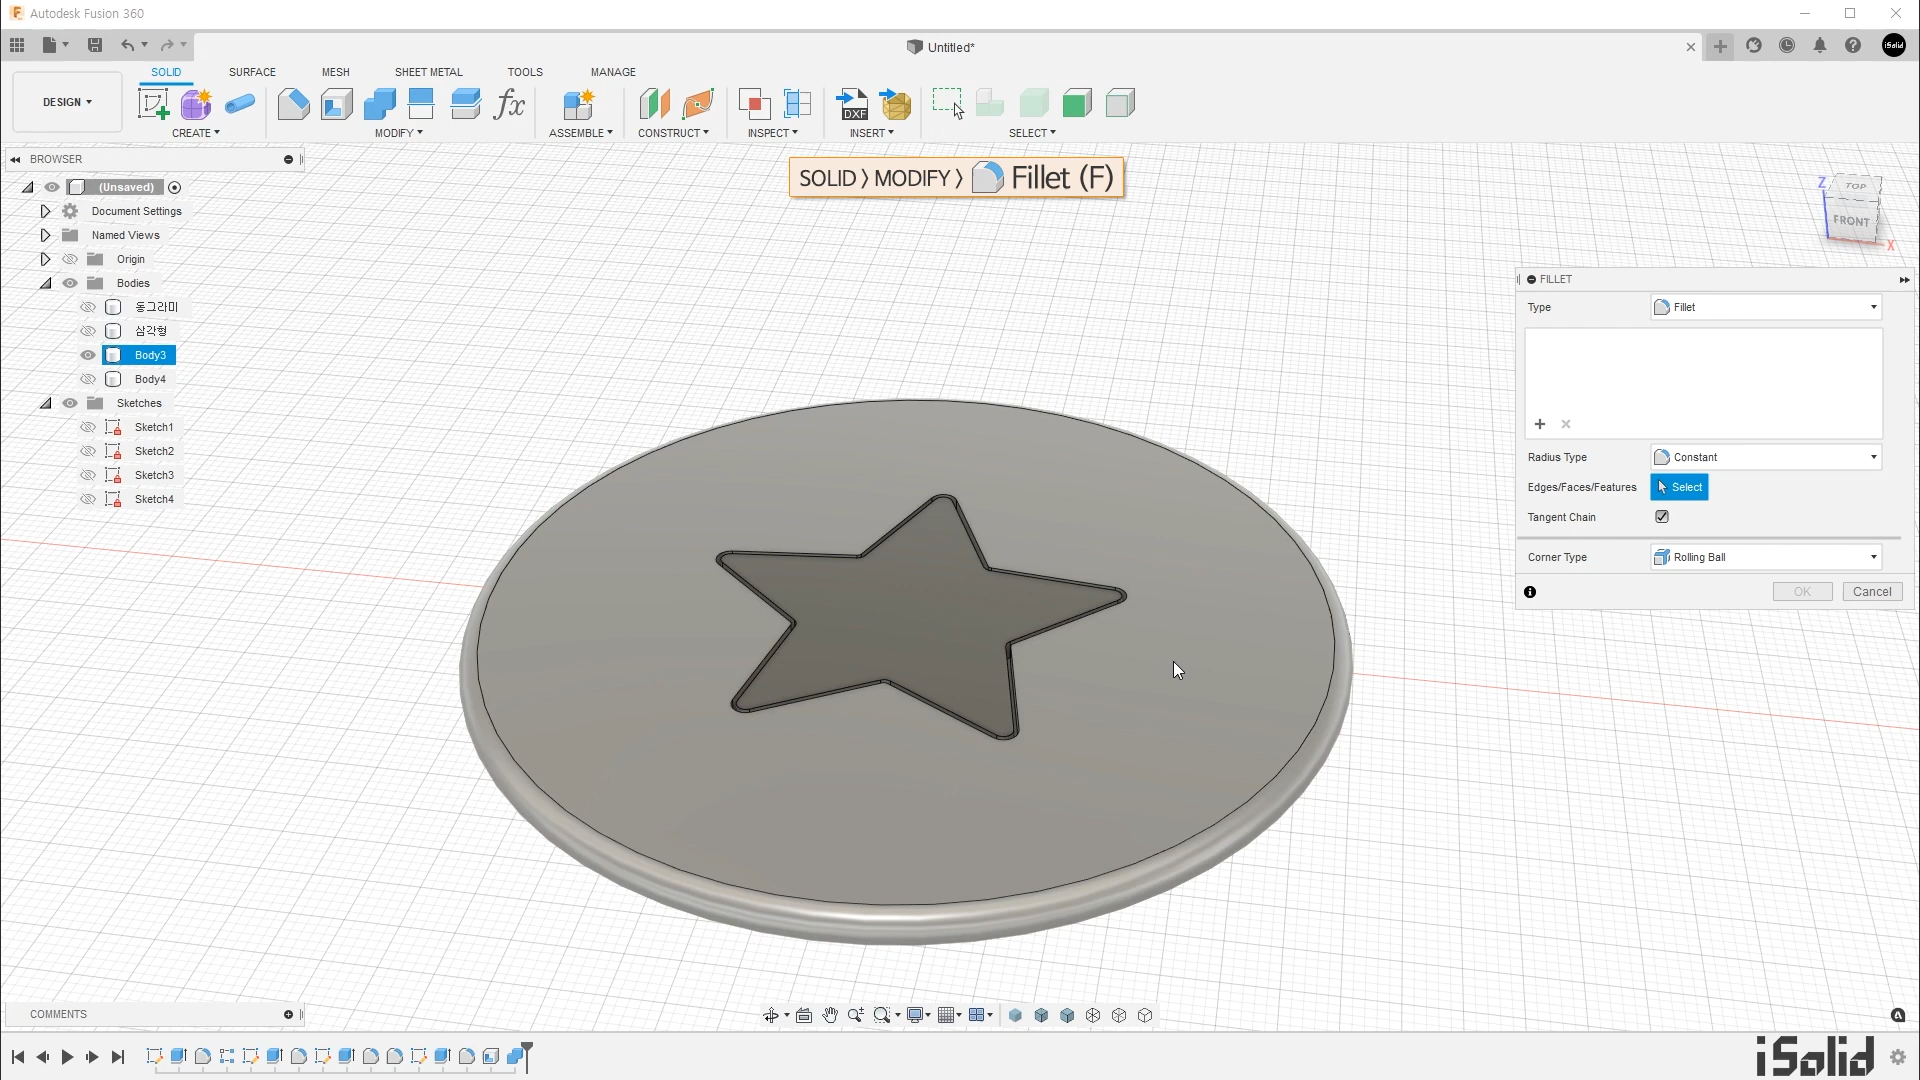 Autodesk Fusion 360
Untitled*
iSolid
SOLID SURFACE MESH SHEET METAL TOOLS MANAGE
DESIGN
fx
DXF
CREATE MODIFY ASSEMBLE CONSTRUCT INSPECT INSERT SELECT
BROWSER
SOLID > MODIFY > Fillet (F)
(Unsaved)
Document Settings
Named Views
Origin
Bodies
동그라미
삼각형
Body3
Body4
Sketches
Sketch1
Sketch2
Sketch3
Sketch4
Z
TOP
FRONT
X
FILLET
Type Fillet
Radius Type Constant
Edges/Faces/Features Select
Tangent Chain
Corner Type Rolling Ball
OK Cancel
COMMENTS
iSolid